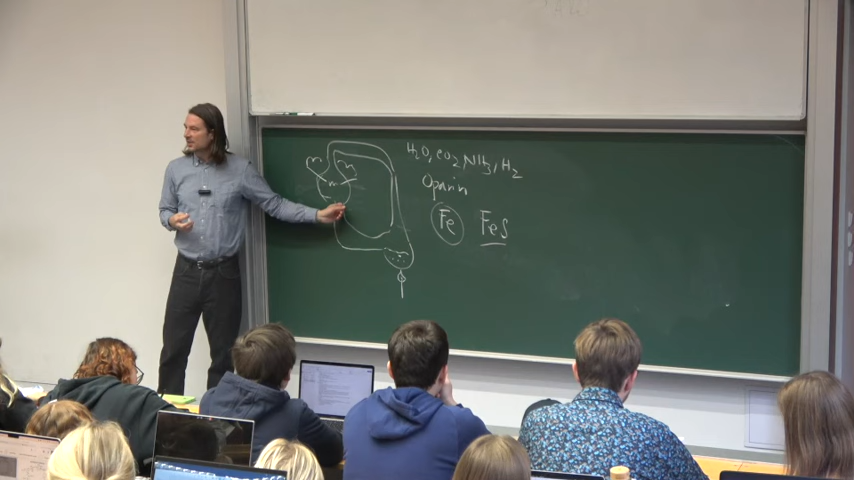 H₂O, CO₂, NH₃, H₂
Oparin
Fe FeS